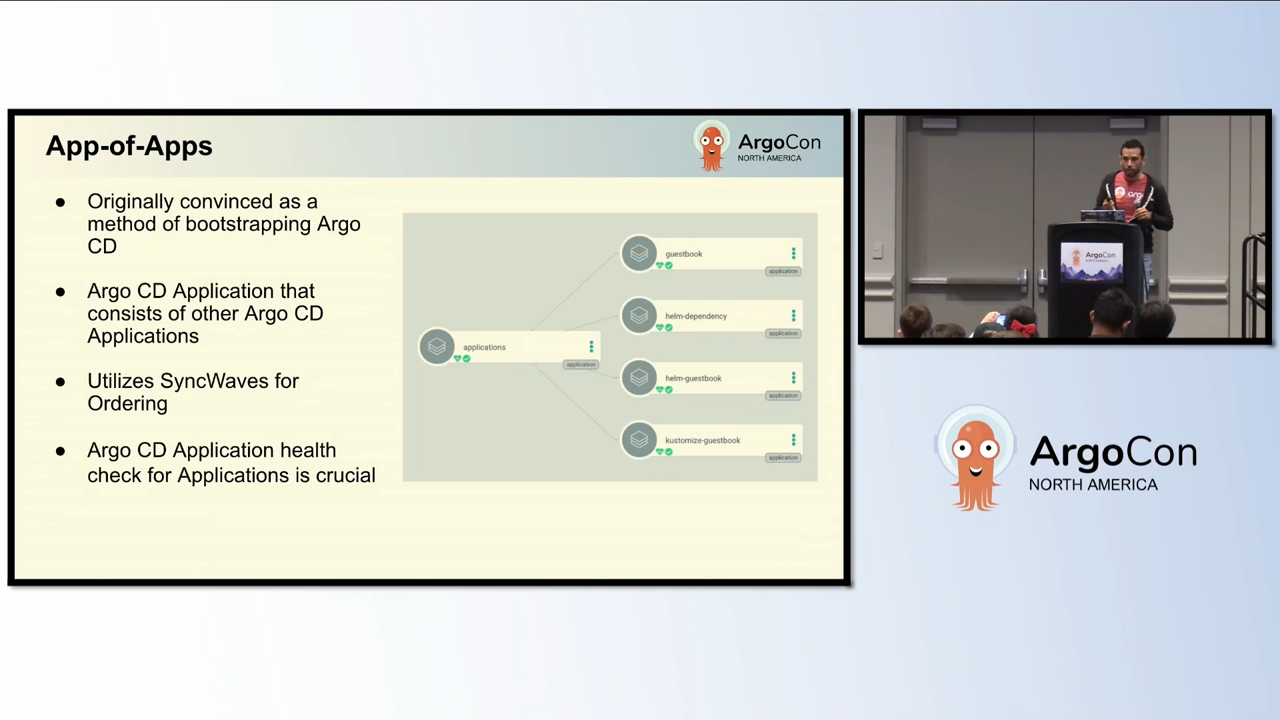 App-of-Apps
ArgoCon
NORTH AMERICA
● Originally convinced as a
method of bootstrapping Argo
CD
● Argo CD Application that
consists of other Argo CD
Applications
● Utilizes SyncWaves for
Ordering
● Argo CD Application health
check for Applications is crucial
applications
application
guestbook
application
helm-dependency
application
helm-guestbook
application
kustomize-guestbook
application
argo
ArgoCon
ArgoCon
NORTH AMERICA